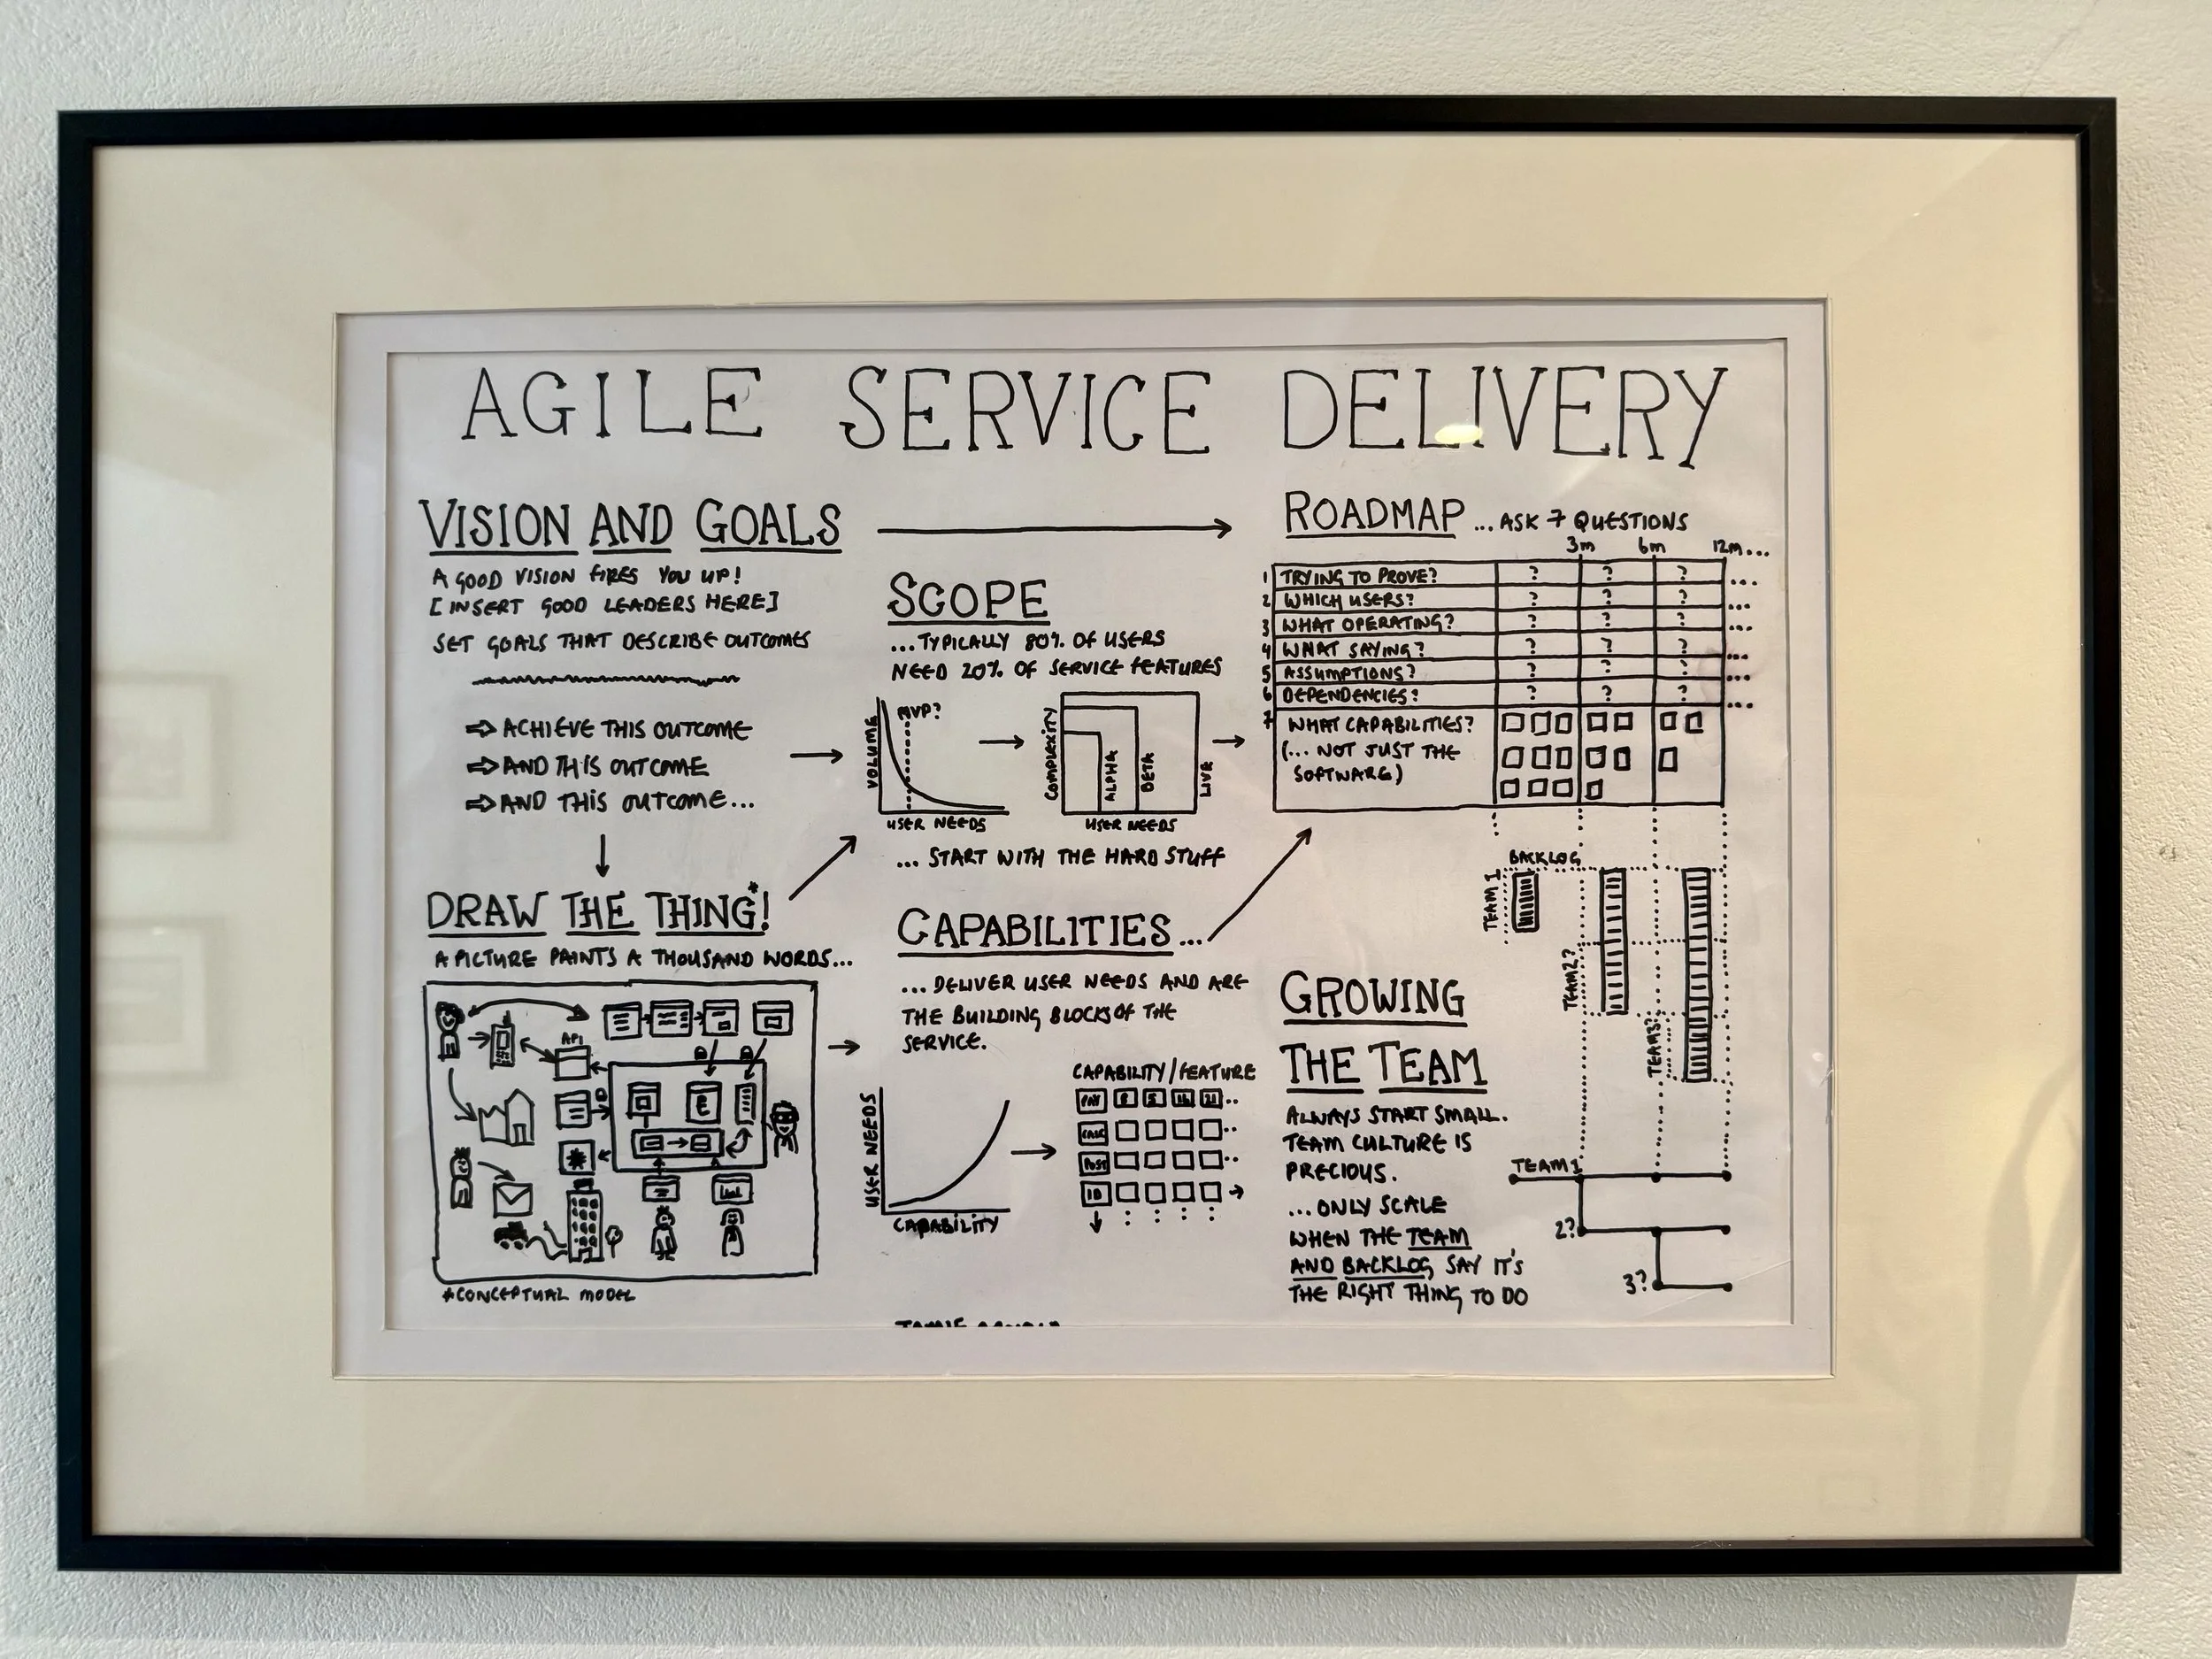 AGILE SERVICE DELIVERY
VISION AND GOALS
A GOOD VISION FIRES YOU UP!
[INSERT GOOD LEADERS HERE]
SET GOALS THAT DESCRIBE OUTCOMES
⇨ ACHIEVE THIS OUTCOME
⇨ AND THIS OUTCOME
⇨ AND THIS OUTCOME...
DRAW THE THING*!
A PICTURE PAINTS A THOUSAND WORDS...
API
*CONCEPTUAL MODEL
SCOPE
...TYPICALLY 80% OF USERS
NEED 20% OF SERVICE FEATURES
VOLUME
MVP?
USER NEEDS
COMPLEXITY
ALPHA
BETA
LIVE
USER NEEDS
... START WITH THE HARD STUFF
CAPABILITIES...
...DELIVER USER NEEDS AND ARE
THE BUILDING BLOCKS OF THE
SERVICE.
USER NEEDS
CAPABILITY
CAPABILITY/FEATURE
PAY
CASE
POST
ID
ROADMAP ...ASK 7 QUESTIONS
3m 6m 12m...
1 TRYING TO PROVE? ? ? ? ...
2 WHICH USERS? ? ? ? ...
3 WHAT OPERATING? ? ? ? ...
4 WHAT SAYING? ? ? ? ...
5 ASSUMPTIONS? ? ? ? ...
6 DEPENDENCIES? ? ? ? ...
7 WHAT CAPABILITIES?
(... NOT JUST THE
SOFTWARE)
BACKLOG
TEAM 1
TEAM 2?
TEAM 3?
GROWING
THE TEAM
ALWAYS START SMALL.
TEAM CULTURE IS
PRECIOUS.
...ONLY SCALE
WHEN THE TEAM
AND BACKLOG SAY IT'S
THE RIGHT THING TO DO
TEAM 1
2?
3?